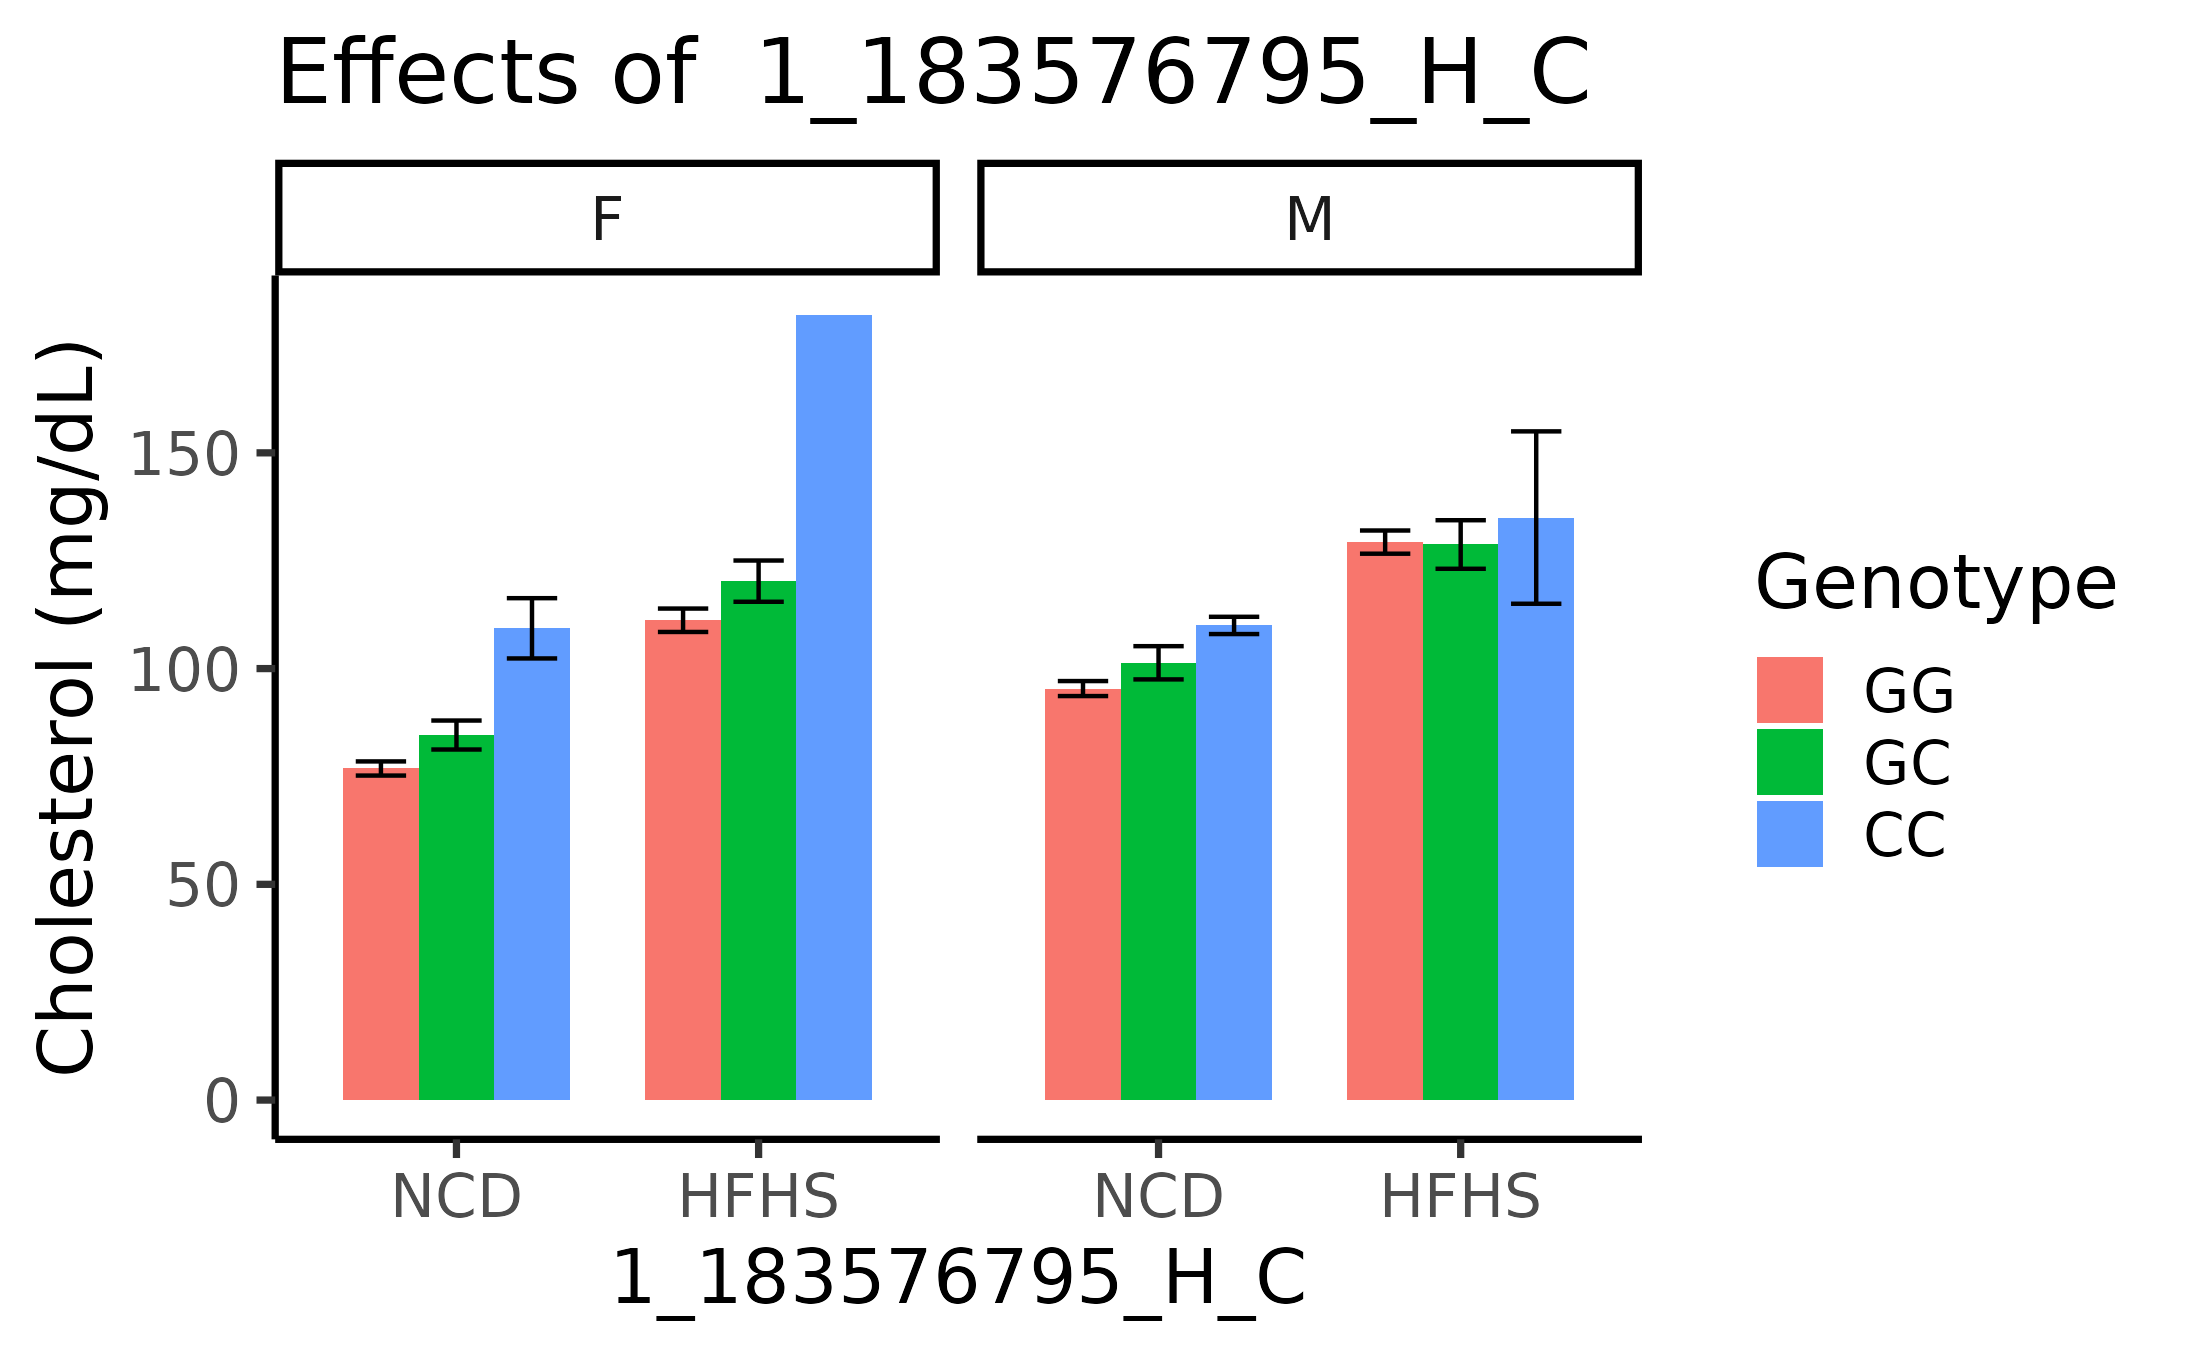 Effects of  1_183576795_H_C
F
M
Cholesterol (mg/dL)
150
100
50
0
NCD
HFHS
NCD
HFHS
1_183576795_H_C
Genotype
GG
GC
CC